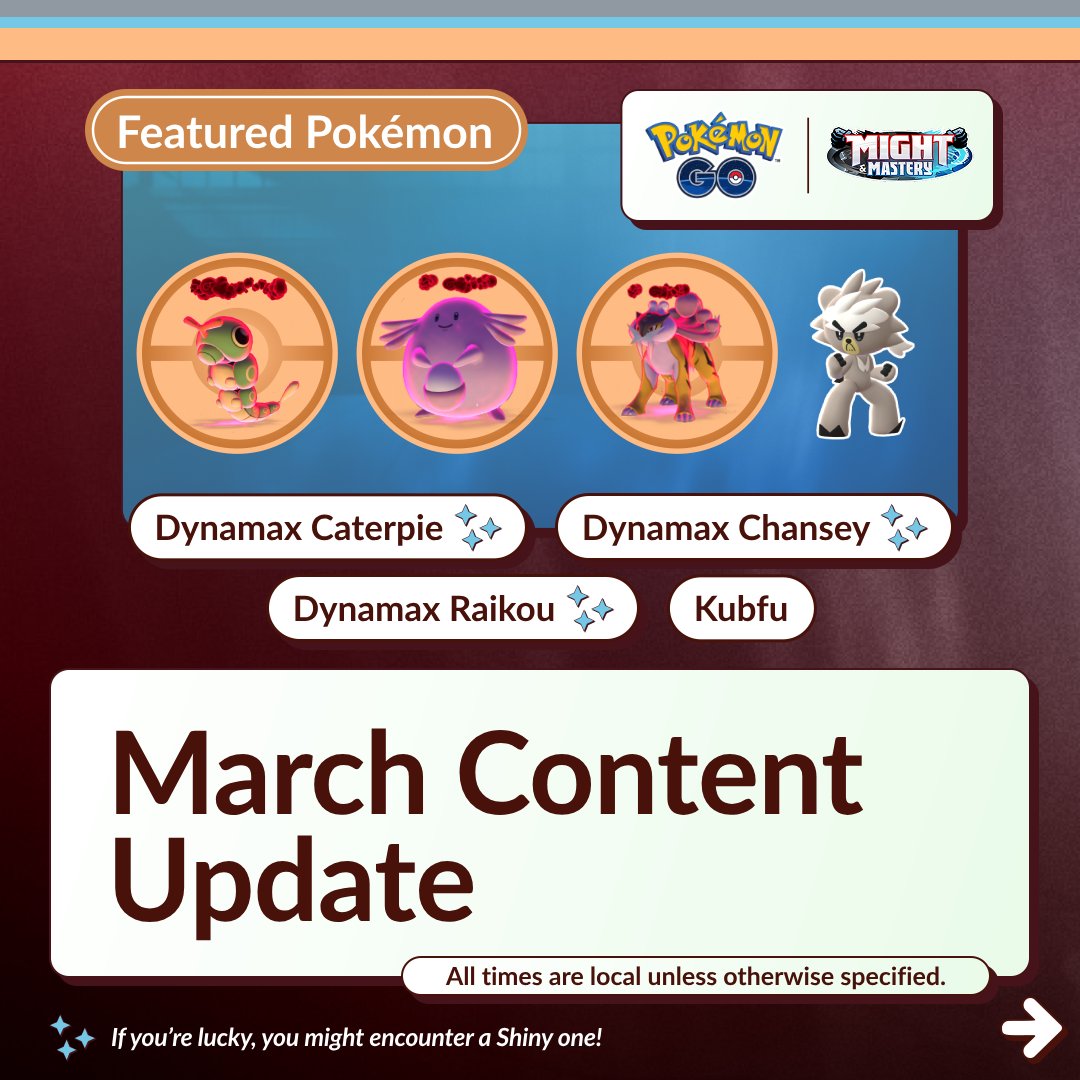 Featured Pokémon
POKéMON
GO
™
MIGHT
& MASTERY
Dynamax Caterpie
Dynamax Chansey
Dynamax Raikou
Kubfu
March Content
Update
All times are local unless otherwise specified.
If you're lucky, you might encounter a Shiny one!